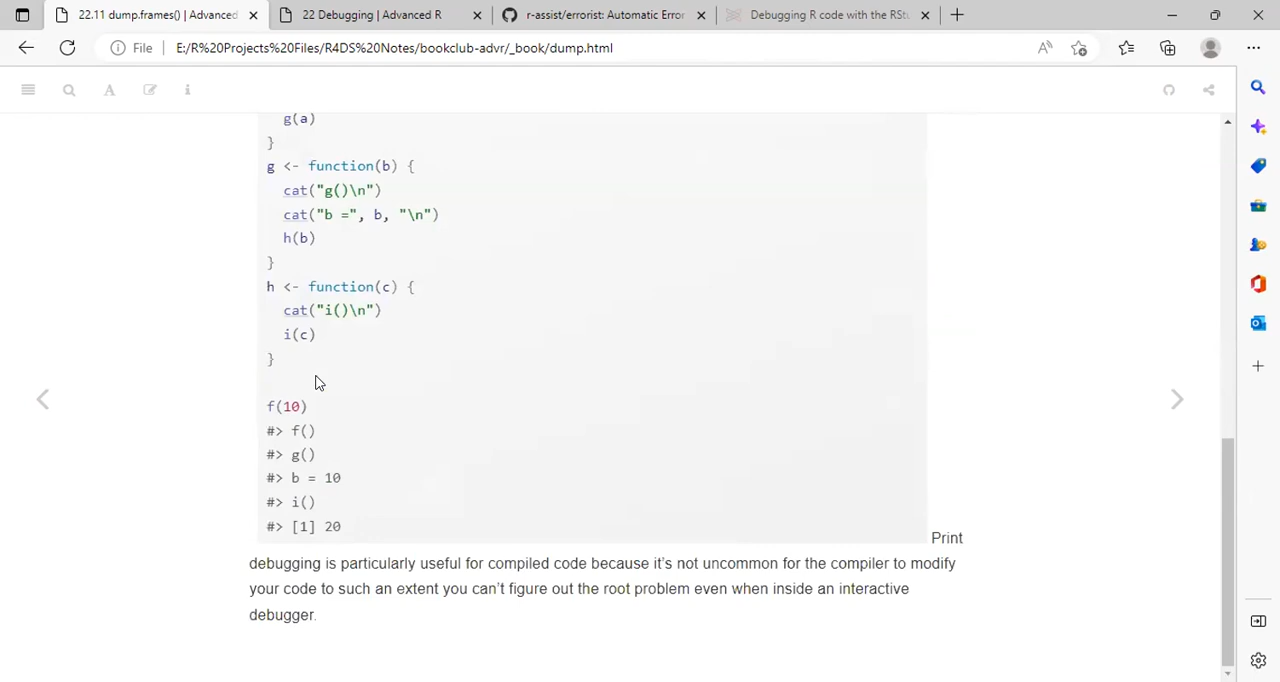 22.11 dump.frames() | Advanced
22 Debugging | Advanced R
r-assist/errorist: Automatic Error
Debugging R code with the RStu
File
E:/R%20Projects%20Files/R4DS%20Notes/bookclub-advr/_book/dump.html
g(a)
}
g <- function(b) {
cat("g()\n")
cat("b =", b, "\n")
h(b)
}
h <- function(c) {
cat("i()\n")
i(c)
}
f(10)
#> f()
#> g()
#> b = 10
#> i()
#> [1] 20
Print
debugging is particularly useful for compiled code because it’s not uncommon for the compiler to modify
your code to such an extent you can’t figure out the root problem even when inside an interactive
debugger.